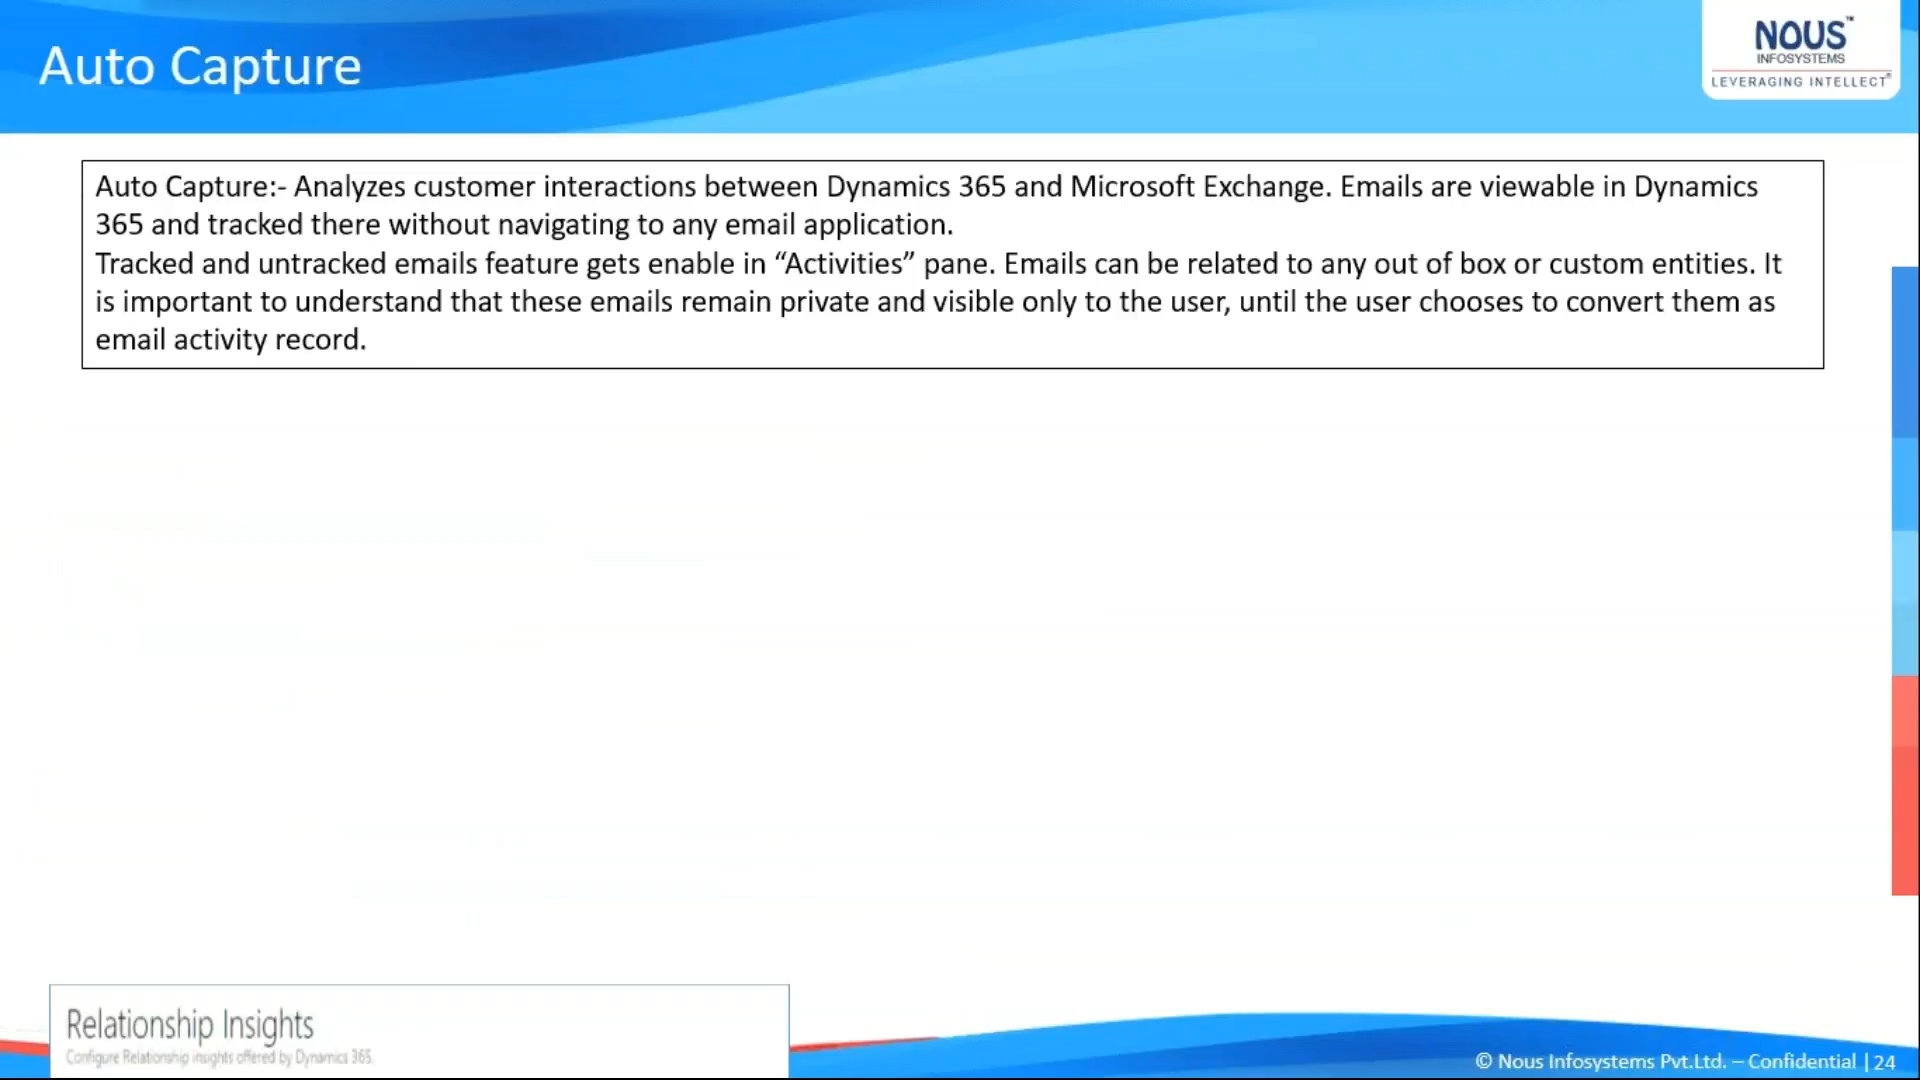 Auto Capture
NOUS™
INFOSYSTEMS
LEVERAGING INTELLECT®
Auto Capture:- Analyzes customer interactions between Dynamics 365 and Microsoft Exchange. Emails are viewable in Dynamics
365 and tracked there without navigating to any email application.
Tracked and untracked emails feature gets enable in “Activities” pane. Emails can be related to any out of box or custom entities. It
is important to understand that these emails remain private and visible only to the user, until the user chooses to convert them as
email activity record.
Relationship Insights
Configure Relationship insights offered by Dynamics 365.
© Nous Infosystems Pvt.Ltd. – Confidential | 24